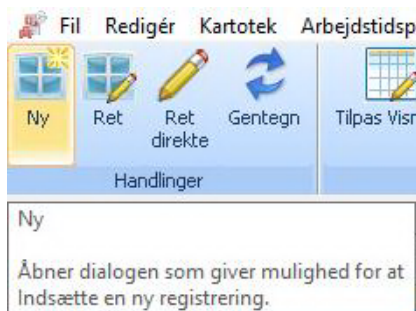 Fil Redigér Kartotek Arbejdstidsp
Ny Ret Ret direkte Gentegn Tilpas Visr
Handlinger
Ny
Åbner dialogen som giver mulighed for at
Indsætte en ny registrering.